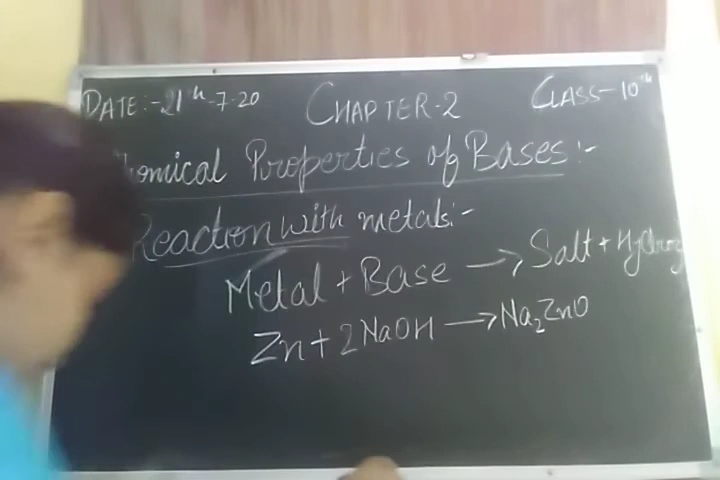 DATE:-21th-7-20 CHAPTER-2 CLASS-10th
Chemical Properties of Bases:-
Reaction with metals:-
Metal + Base → Salt + Hydrog
Zn + 2NaOH → Na₂ZnO